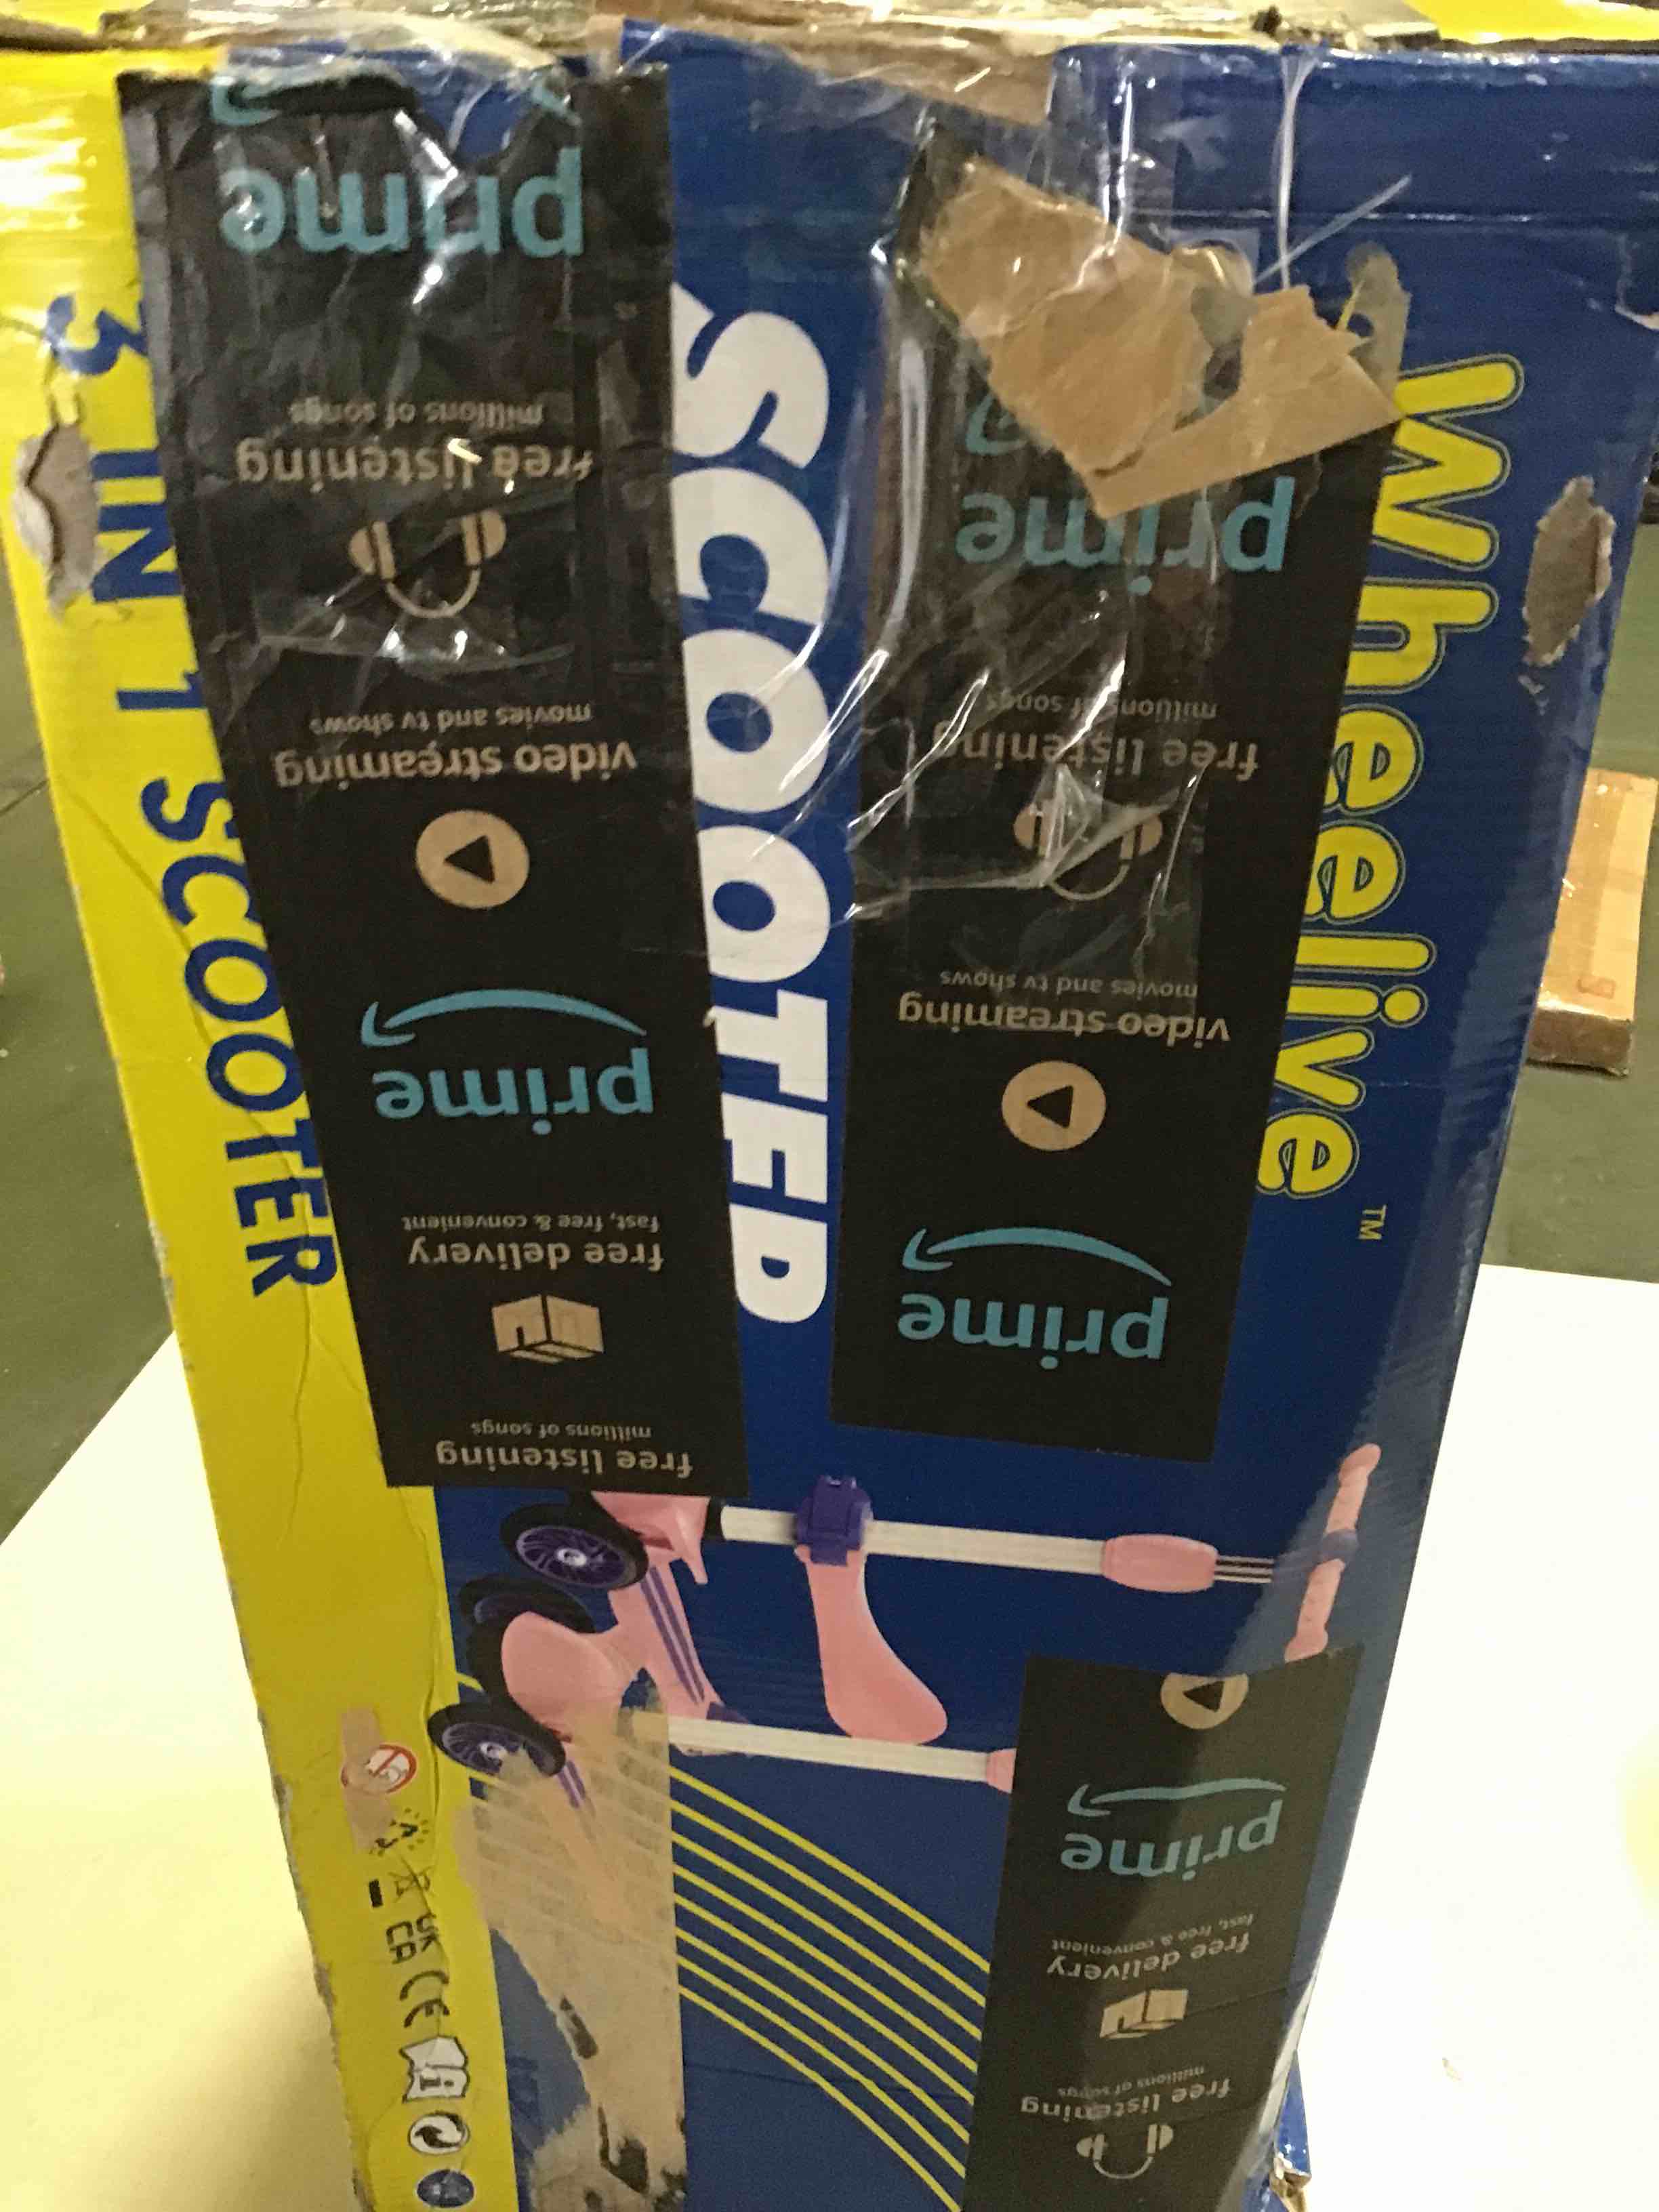 Wheelive™
SCOOTER
3 IN 1 SCOOTER
prime
free listening
millions of songs
video streaming
movies and tv shows
prime
free delivery
fast, free & convenient
free listening
millions of songs
prime
free listening
millions of songs
video streaming
movies and tv shows
prime
prime
free delivery
fast, free & convenient
free listening
millions of songs
UK
CA CE